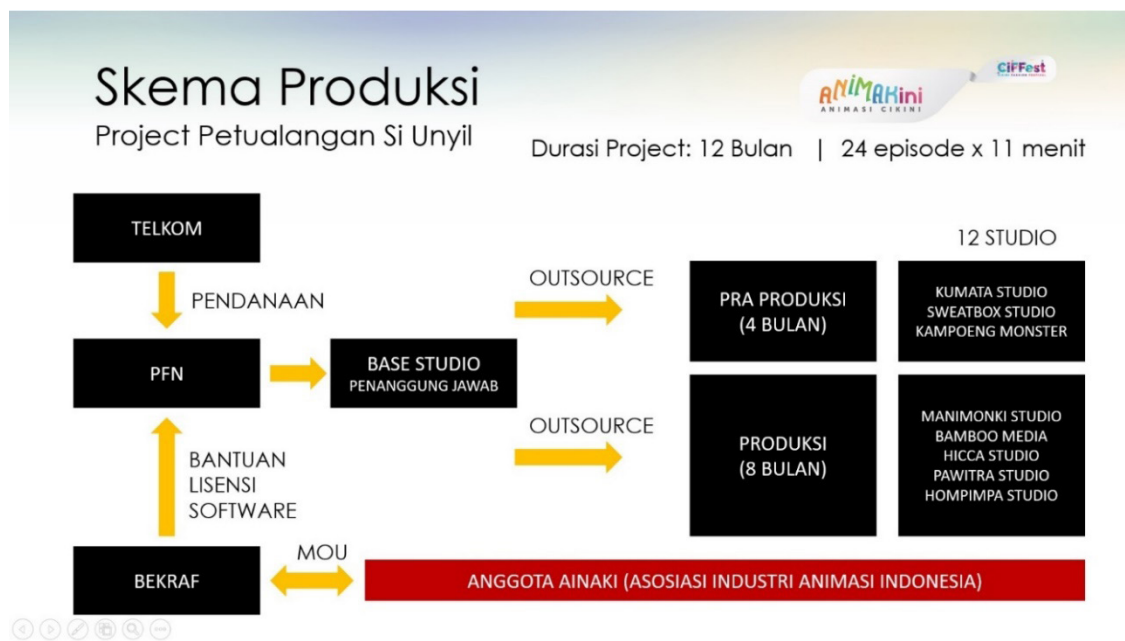 Skema Produksi
Project Petualangan Si Unyil
ANIMAKini
ANIMASI CIKINI
CiFFest
Durasi Project: 12 Bulan | 24 episode x 11 menit
TELKOM
PENDANAAN
PFN
BASE STUDIO
PENANGGUNG JAWAB
BANTUAN
LISENSI
SOFTWARE
BEKRAF
MOU
OUTSOURCE
OUTSOURCE
PRA PRODUKSI
(4 BULAN)
PRODUKSI
(8 BULAN)
12 STUDIO
KUMATA STUDIO
SWEATBOX STUDIO
KAMPOENG MONSTER
MANIMONKI STUDIO
BAMBOO MEDIA
HICCA STUDIO
PAWITRA STUDIO
HOMPIMPA STUDIO
ANGGOTA AINAKI (ASOSIASI INDUSTRI ANIMASI INDONESIA)